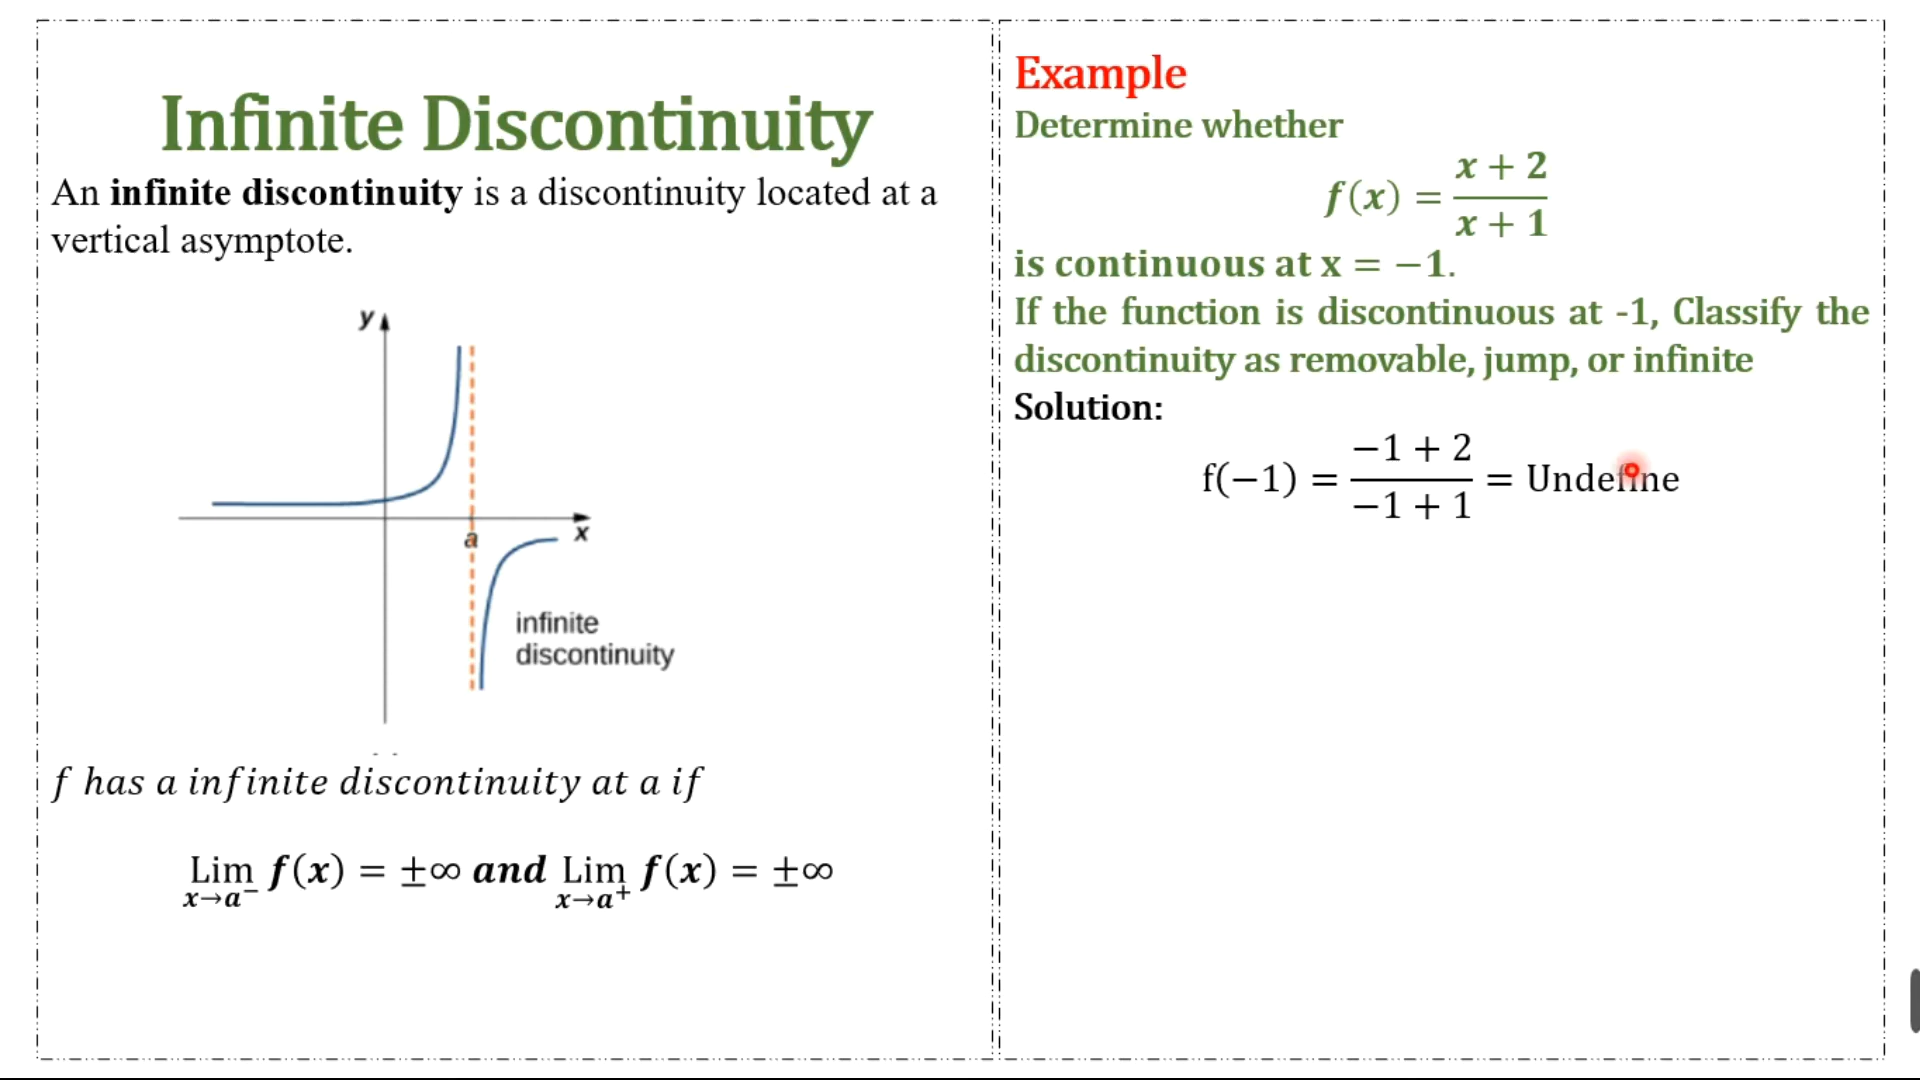 Infinite Discontinuity
An infinite discontinuity is a discontinuity located at a
vertical asymptote.
y
x
a
infinite
discontinuity
f has a infinite discontinuity at a if
Lim f(x) = ±∞ and Lim f(x) = ±∞
x→a⁻ x→a⁺
Example
Determine whether
f(x) = (x + 2)/(x + 1)
is continuous at x = −1.
If the function is discontinuous at -1, Classify the
discontinuity as removable, jump, or infinite
Solution:
f(−1) = (−1 + 2)/(−1 + 1) = Undefine